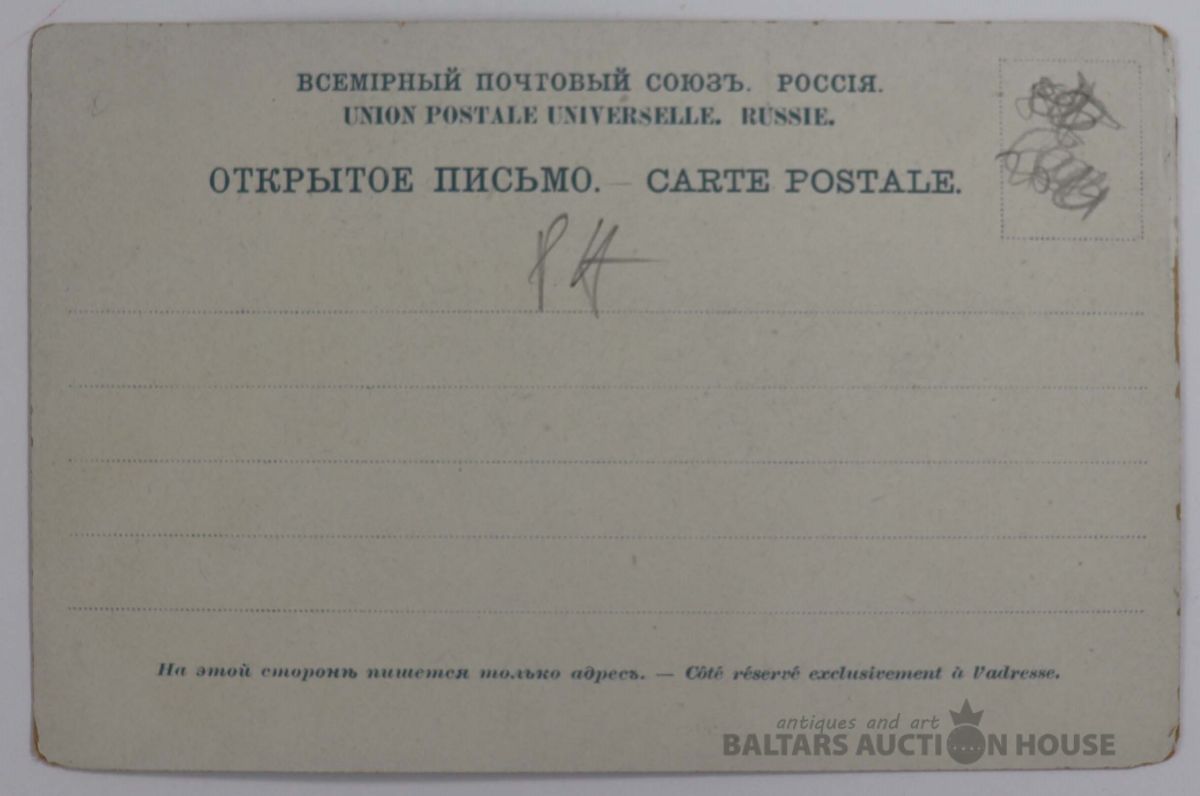 ВСЕМІРНЫЙ ПОЧТОВЫЙ СОЮЗЪ. РОССІЯ.
UNION POSTALE UNIVERSELLE. RUSSIE.
ОТКРЫТОЕ ПИСЬМО. — CARTE POSTALE.
На этой сторонѣ пишется только адресъ. — Côté réservé exclusivement à l'adresse.
antiques and art
BALTARS AUCTION HOUSE